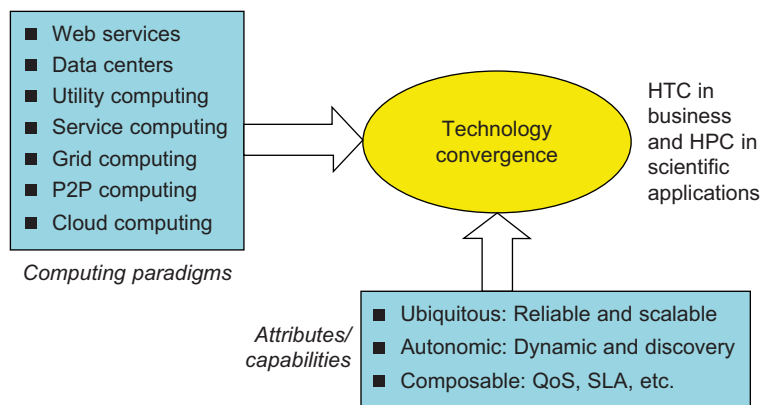 Web services
Data centers
Utility computing
Service computing
Grid computing
P2P computing
Cloud computing
Computing paradigms
Technology
convergence
HTC in
business
and HPC in
scientific
applications
Attributes/
capabilities
Ubiquitous: Reliable and scalable
Autonomic: Dynamic and discovery
Composable: QoS, SLA, etc.